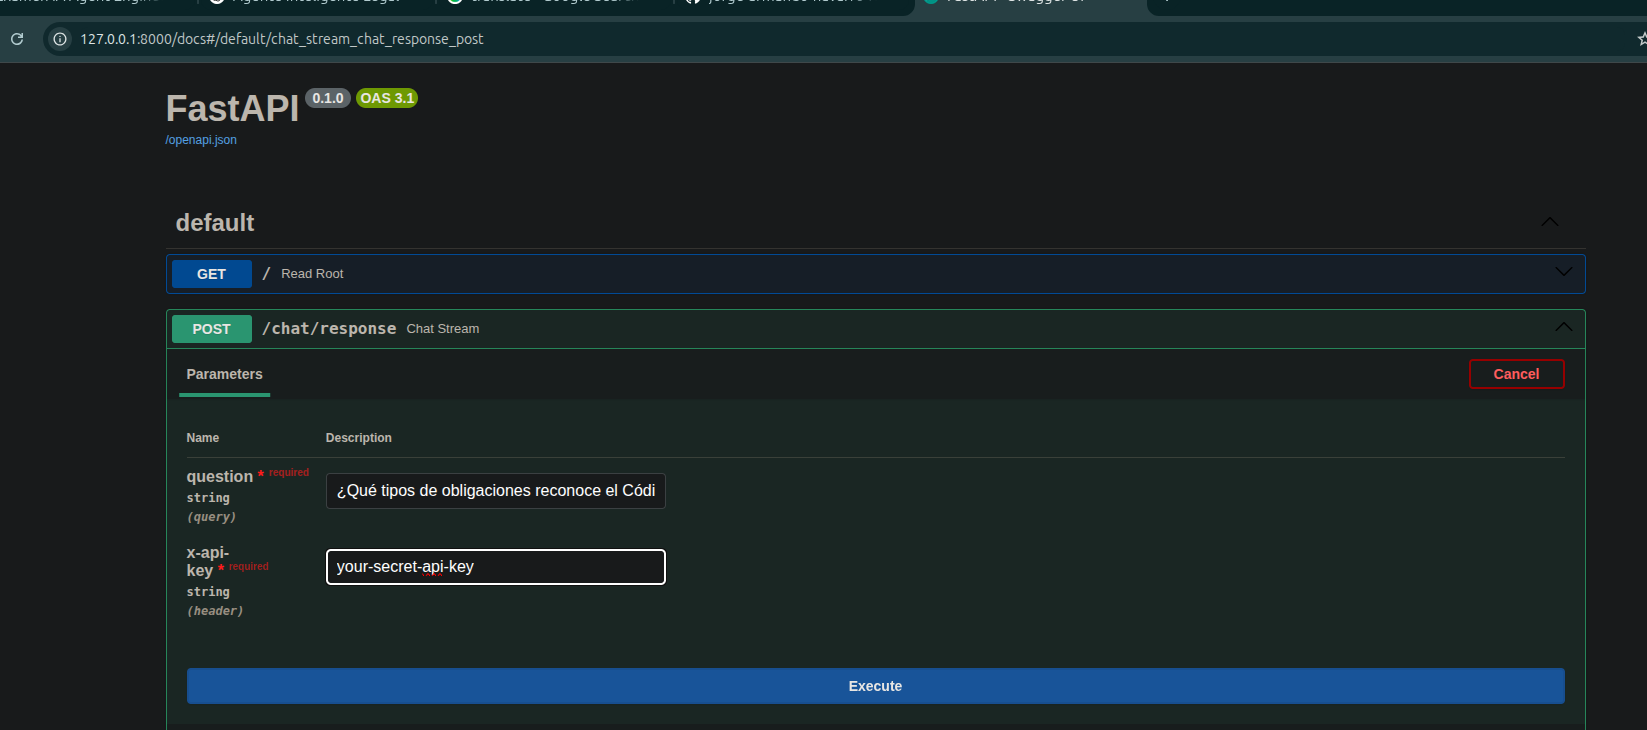 127.0.0.1:8000/docs#/default/chat_stream_chat_response_post
FastAPI 0.1.0 OAS 3.1
/openapi.json
default
GET / Read Root
POST /chat/response Chat Stream
Parameters
Cancel
Name Description
question * required
string
(query)
¿Qué tipos de obligaciones reconoce el Códi
x-api-
key * required
string
(header)
your-secret-api-key
Execute